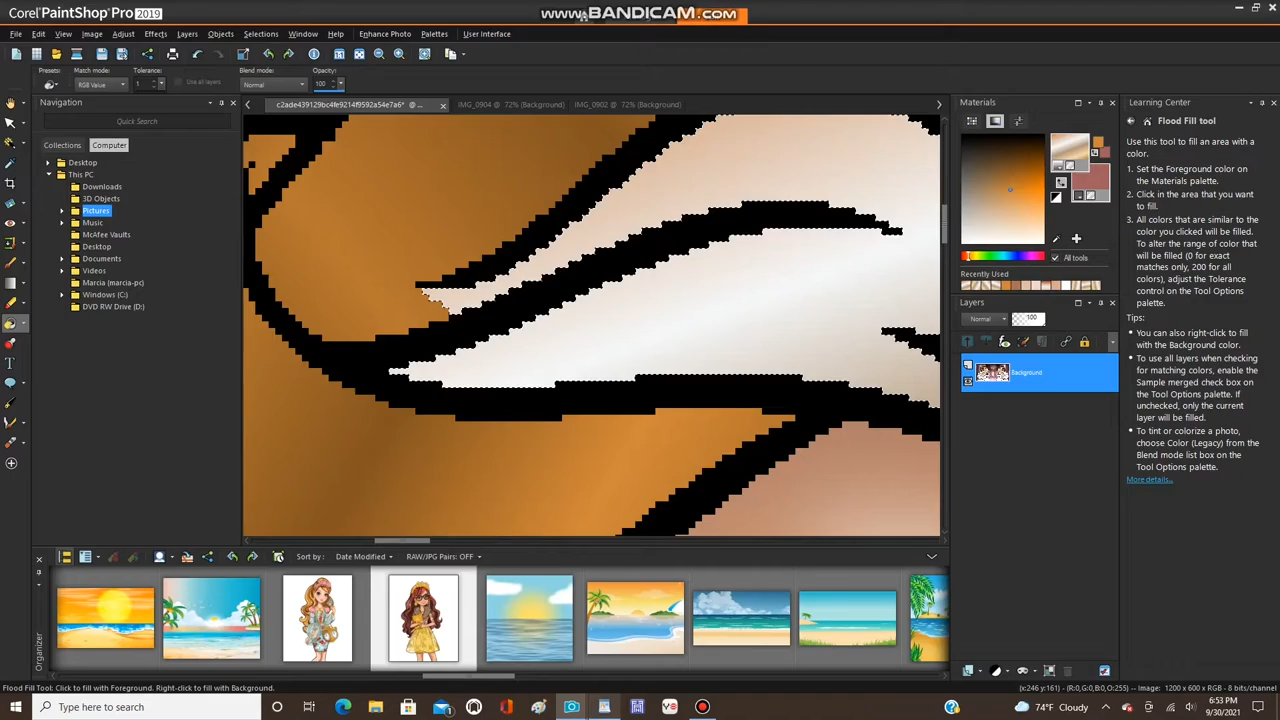 Corel PaintShop Pro 2019
www.BANDICAM.com
File Edit View Image Adjust Effects Layers Objects Selections Window Help Enhance Photo Palettes User Interface
Presets: Match mode: Tolerance: Blend mode: Opacity:
RGB Value 1 Use all layers Normal 100
Navigation
c2ade439129bc4fe9214f9592a54e7a6* @ ...
IMG_0904 @ 72% (Background)
IMG_0902 @ 72% (Background)
Quick Search
Collections Computer
Desktop
This PC
Downloads
3D Objects
Pictures
Music
McAfee Vaults
Desktop
Documents
Videos
Marcia (marcia-pc)
Windows (C:)
DVD RW Drive (D:)
Materials
All tools
Recently Used
Layers
Normal 100
Background
Learning Center
Flood Fill tool
Use this tool to fill an area with a
color.
1. Set the Foreground color on
the Materials palette.
2. Click in the area that you want
to fill.
3. All colors that are similar to the
color you clicked will be filled.
To alter the range of color that
will be filled (0 for exact
matches only, 200 for all
colors), adjust the Tolerance
control on the Tool Options
palette.
Tips:
• You can also right-click to fill
with the Background color.
• To use all layers when checking
for matching colors, enable the
Sample merged check box on
the Tool Options palette. If
unchecked, only the current
layer will be filled.
• To tint or colorize a photo,
choose Color (Legacy) from the
Blend mode list box on the
Tool Options palette.
More details...
Sort by: Date Modified RAW/JPG Pairs: OFF
Organizer
Flood Fill Tool: Click to fill with Foreground. Right-click to fill with Background.
(x:246 y:161) - (R:0,G:0,B:0,O:255) -- Image: 1200 x 600 x RGB - 8 bits/channel
Type here to search
74°F Cloudy
6:53 PM
9/30/2021